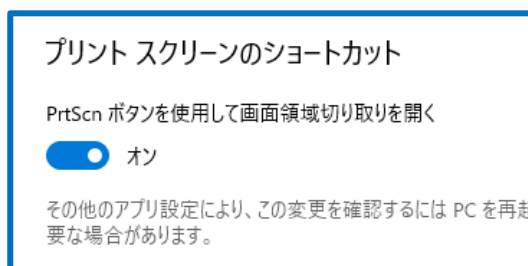 プリント スクリーンのショートカット
PrtScn ボタンを使用して画面領域切り取りを開く
オン
その他のアプリ設定により、この変更を確認するには PC を再起
要な場合があります。